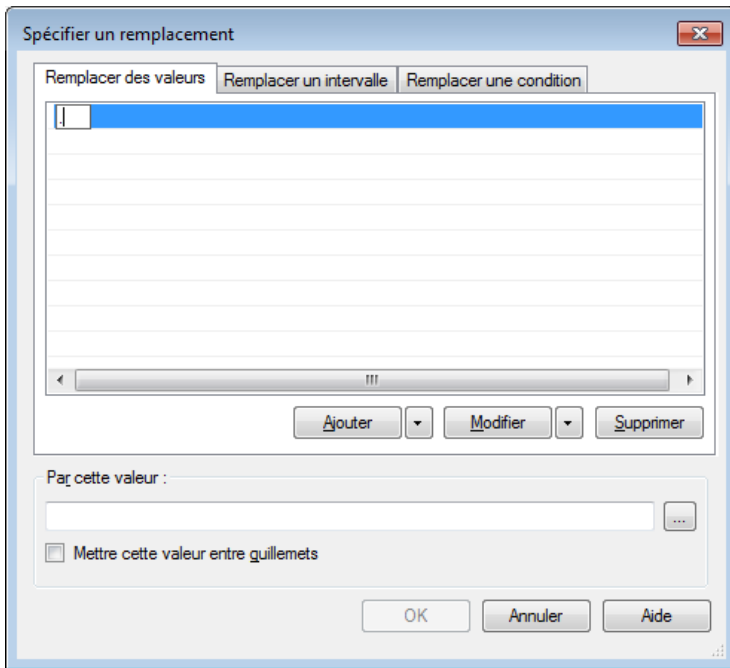 Spécifier un remplacement
Remplacer des valeurs Remplacer un intervalle Remplacer une condition
.
Ajouter Modifier Supprimer
Par cette valeur :
...
Mettre cette valeur entre guillemets
OK Annuler Aide